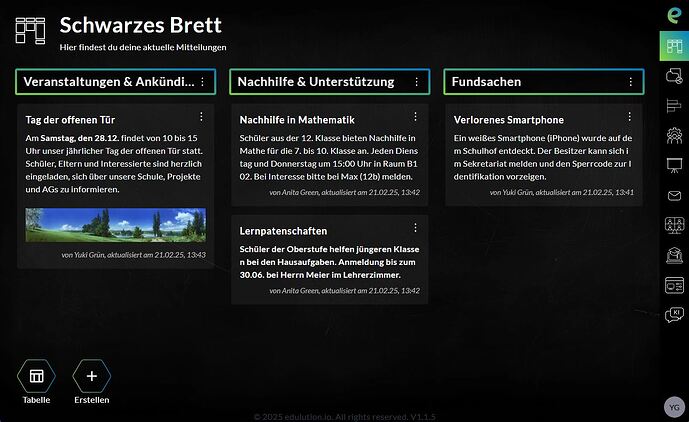 Schwarzes Brett
Hier findest du deine aktuelle Mitteilungen
Veranstaltungen & Ankündi...
Tag der offenen Tür
Am Samstag, den 28.12. findet von 10 bis 15
Uhr unser jährlicher Tag der offenen Tür statt.
Schüler, Eltern und Interessierte sind herzlich
eingeladen, sich über unsere Schule, Projekte
und AGs zu informieren.
von Yuki Grün, aktualisiert am 21.02.25, 13:43
Nachhilfe & Unterstützung
Nachhilfe in Mathematik
Schüler aus der 12. Klasse bieten Nachhilfe in
Mathe für die 7. bis 10. Klasse an. Jeden Diens
tag und Donnerstag um 15:00 Uhr in Raum B1
02. Bei Interesse bitte bei Max (12b) melden.
von Anita Green, aktualisiert am 21.02.25, 13:42
Lernpatenschaften
Schüler der Oberstufe helfen jüngeren Klasse
n bei den Hausaufgaben. Anmeldung bis zum
30.06. bei Herrn Meier im Lehrerzimmer.
von Anita Green, aktualisiert am 21.02.25, 13:42
Fundsachen
Verlorenes Smartphone
Ein weißes Smartphone (iPhone) wurde auf de
m Schulhof entdeckt. Der Besitzer kann sich i
m Sekretariat melden und den Sperrcode zur I
dentifikation vorzeigen.
von Yuki Grün, aktualisiert am 21.02.25, 13:41
Tabelle
Erstellen
© 2025 edulution.io. All rights reserved. V1.1.5
KI
YG